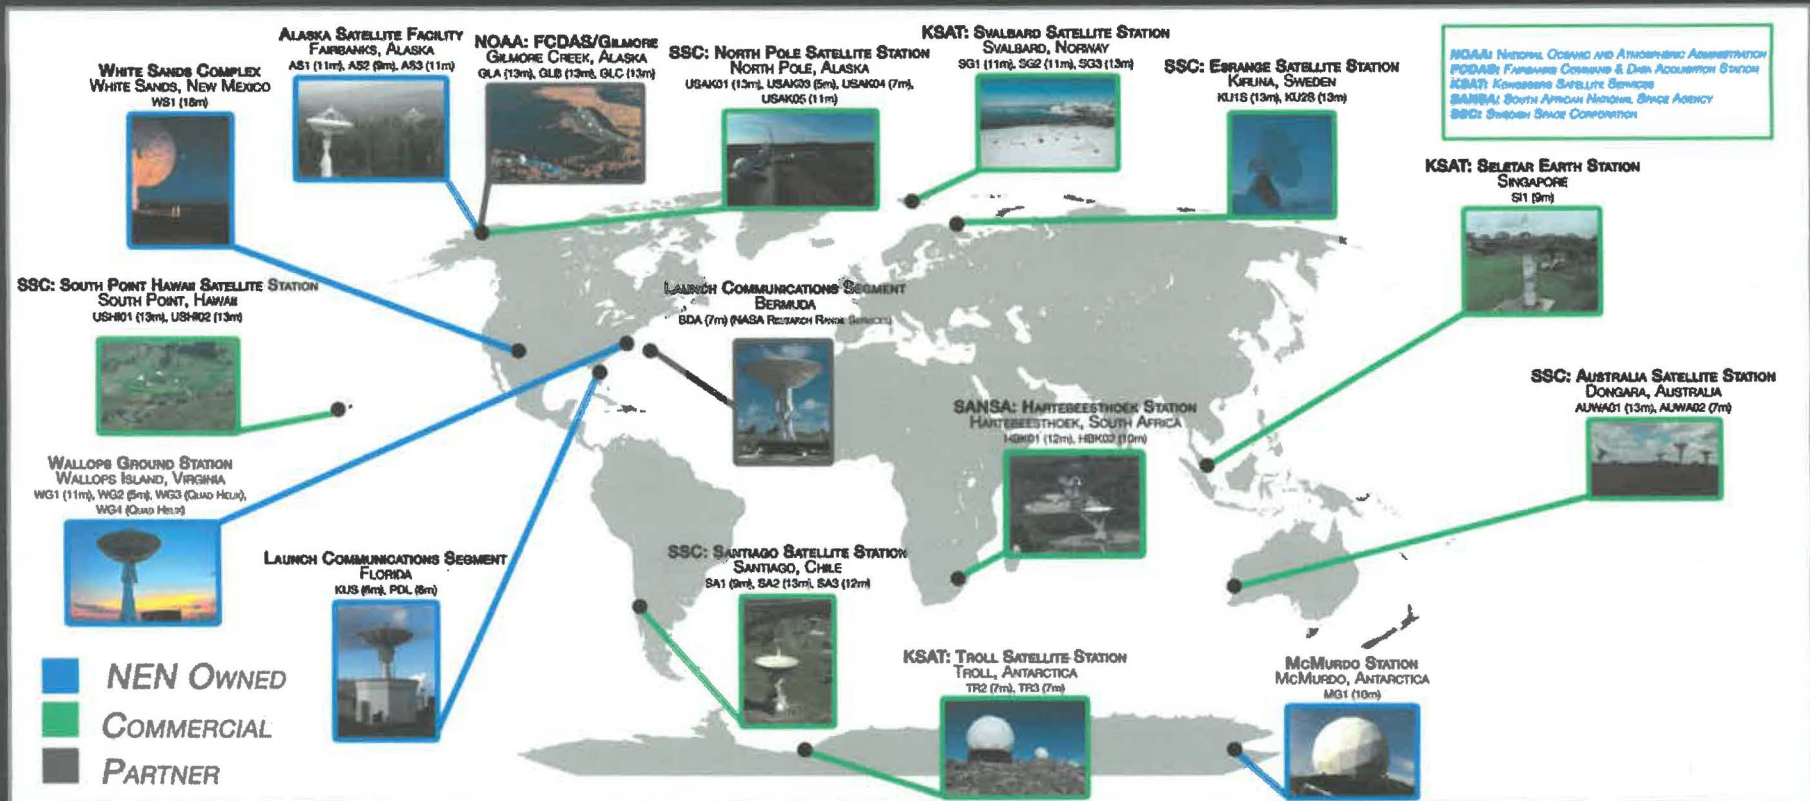 Alaska Satellite Facility
Fairbanks, Alaska
AS1 (11m), AS2 (9m), AS3 (11m)
NOAA: FCDAS/Gilmore
Gilmore Creek, Alaska
GLA (13m), GLB (13m), GLC (13m)
SSC: North Pole Satellite Station
North Pole, Alaska
USAK01 (13m), USAK03 (5m), USAK04 (7m),
USAK05 (11m)
KSAT: Svalbard Satellite Station
Svalbard, Norway
SG1 (11m), SG2 (11m), SG3 (13m)
SSC: Esrange Satellite Station
Kiruna, Sweden
KU1S (13m), KU2S (13m)
NOAA: National Oceanic and Atmospheric Administration
FCDAS: Fairbanks Command & Data Acquisition Station
KSAT: Kongsberg Satellite Services
SANSA: South African National Space Agency
SSC: Swedish Space Corporation
White Sands Complex
White Sands, New Mexico
WS1 (18m)
KSAT: Seletar Earth Station
Singapore
SI1 (9m)
SSC: South Point Hawaii Satellite Station
South Point, Hawaii
USHI01 (13m), USHI02 (13m)
Launch Communications Segment
Bermuda
BDA (7m) (NASA Research Range Services)
SSC: Australia Satellite Station
Dongara, Australia
AUWA01 (13m), AUWA02 (7m)
SANSA: Hartebeesthoek Station
Hartebeesthoek, South Africa
HBK01 (12m), HBK02 (10m)
Wallops Ground Station
Wallops Island, Virginia
WG1 (11m), WG2 (5m), WG3 (Quad Helix),
WG4 (Quad Helix)
Launch Communications Segment
Florida
KUS (6m), PDL (6m)
SSC: Santiago Satellite Station
Santiago, Chile
SA1 (9m), SA2 (13m), SA3 (12m)
KSAT: Troll Satellite Station
Troll, Antarctica
TR2 (7m), TR3 (7m)
McMurdo Station
McMurdo, Antarctica
MG1 (10m)
NEN Owned
Commercial
Partner